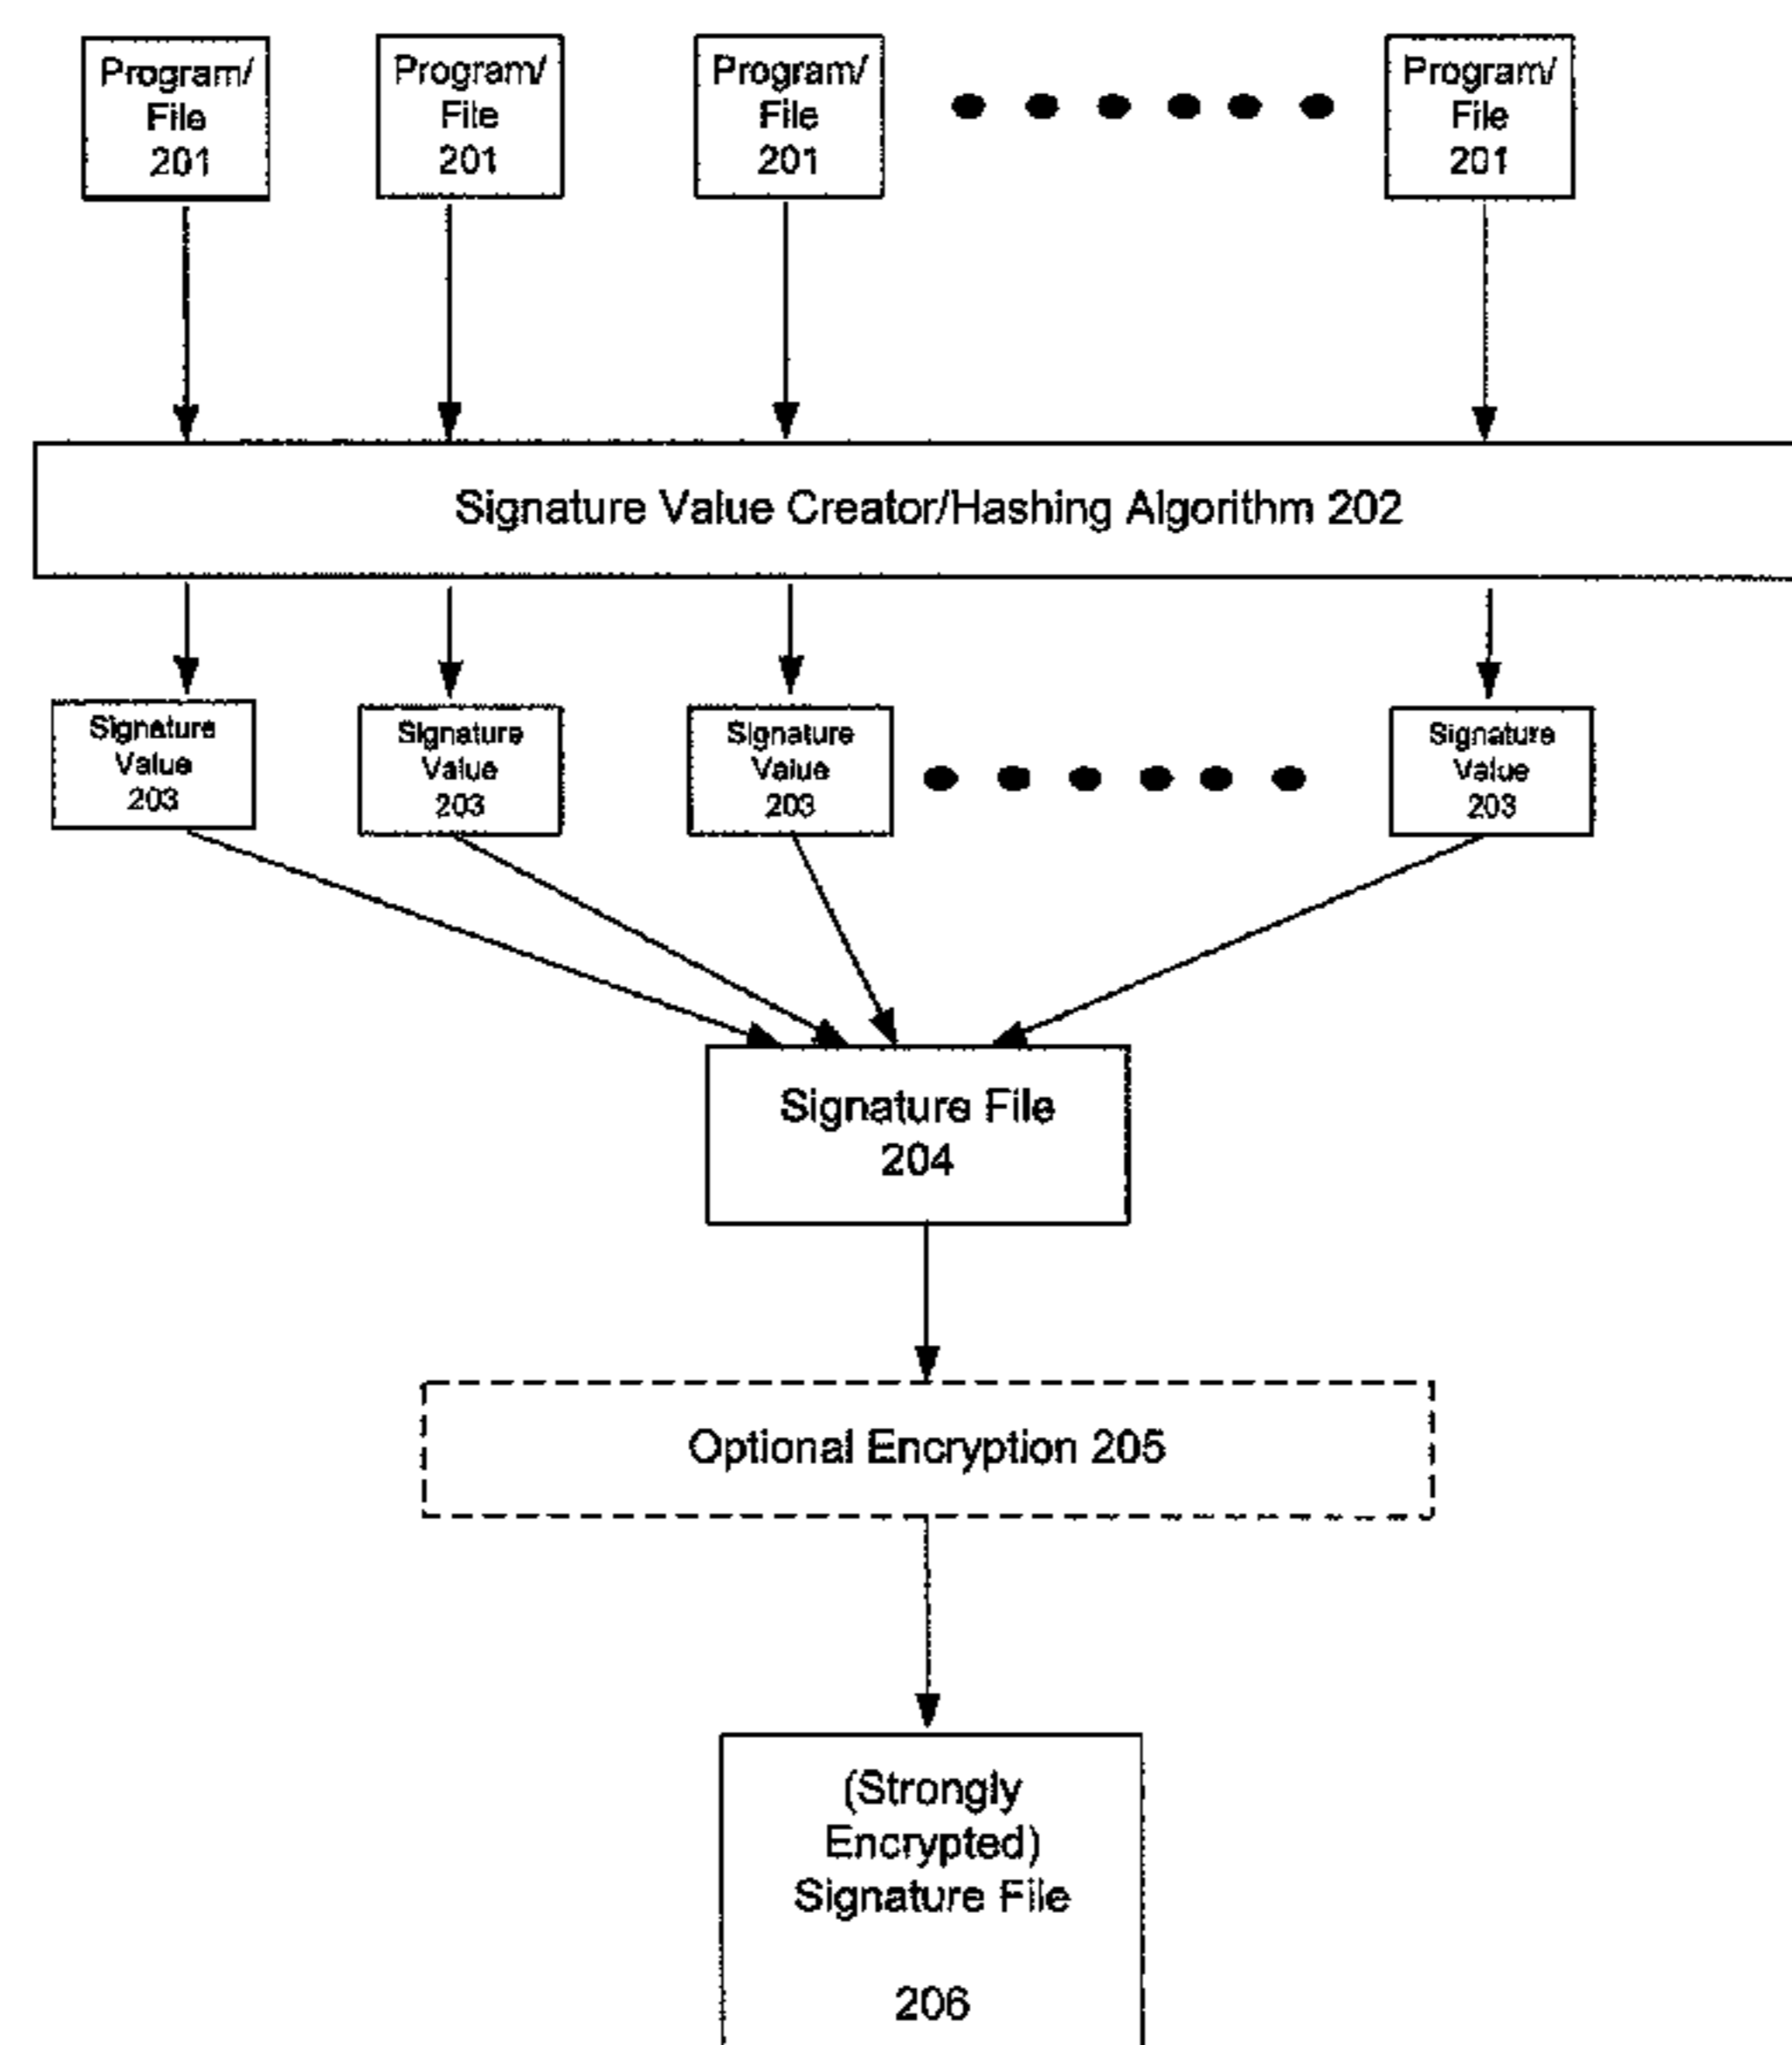 Program/
File
201
Program/
File
201
Program/
File
201
Program/
File
201
Signature Value Creator/Hashing Algorithm 202
Signature
Value
203
Signature
Value
203
Signature
Value
203
Signature
Value
203
Signature File
204
Optional Encryption 205
(Strongly
Encrypted)
Signature File
206